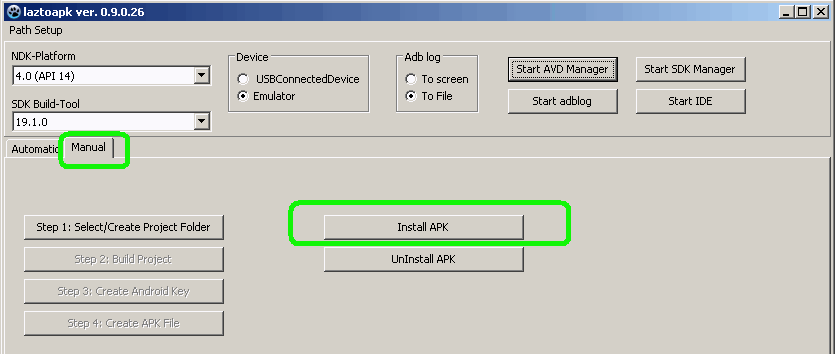 laztoapk ver. 0.9.0.26
Path Setup
NDK-Platform
4.0 (API 14)
SDK Build-Tool
19.1.0
Device
USBConnectedDevice
Emulator
Adb log
To screen
To File
Start AVD Manager
Start SDK Manager
Start adblog
Start IDE
Automatic
Manual
Step 1: Select/Create Project Folder
Install APK
Step 2: Build Project
UnInstall APK
Step 3: Create Android Key
Step 4: Create APK File